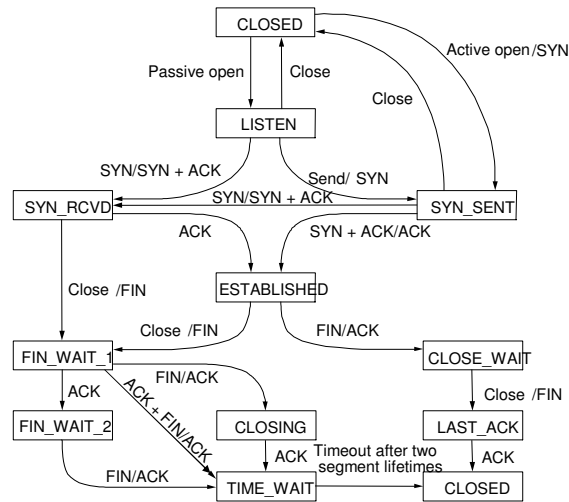 CLOSED
Active open/SYN
Passive open
Close
Close
LISTEN
SYN/SYN + ACK
Send/ SYN
SYN/SYN + ACK
SYN_RCVD
SYN_SENT
ACK
SYN + ACK/ACK
Close /FIN
ESTABLISHED
Close /FIN
FIN/ACK
FIN_WAIT_1
CLOSE_WAIT
FIN/ACK
ACK
ACK + FIN/ACK
Close /FIN
FIN_WAIT_2
CLOSING
LAST_ACK
ACK
Timeout after two
segment lifetimes
ACK
FIN/ACK
TIME_WAIT
CLOSED